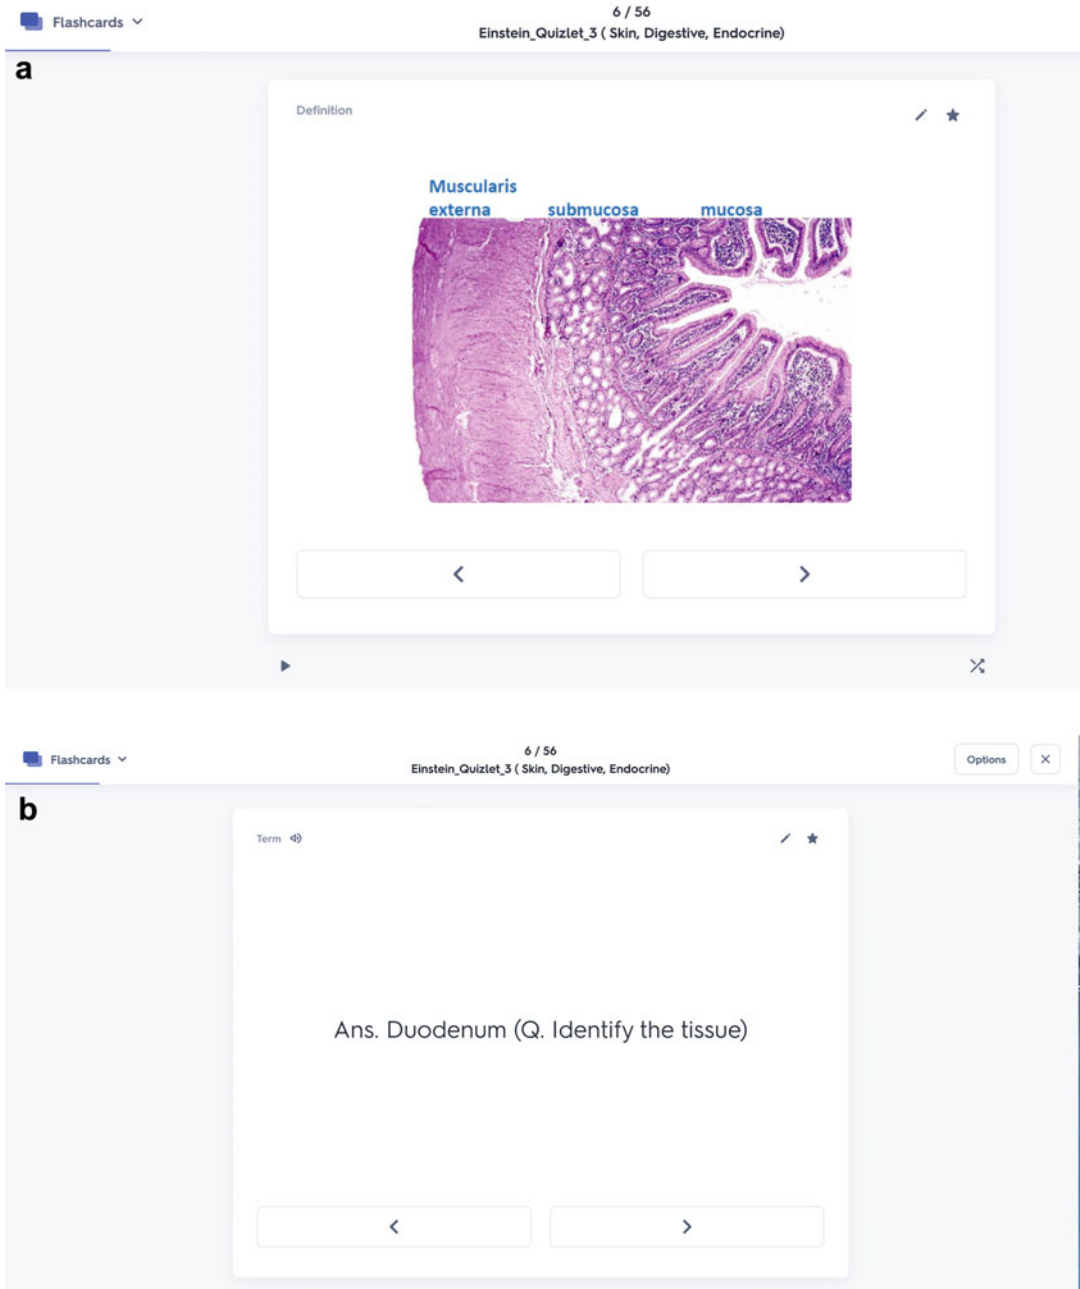 Flashcards
6 / 56
Einstein_Quizlet_3 ( Skin, Digestive, Endocrine)
a
Definition
Muscularis
externa submucosa mucosa
Flashcards
6 / 56
Einstein_Quizlet_3 ( Skin, Digestive, Endocrine)
Options
b
Term
Ans. Duodenum (Q. Identify the tissue)